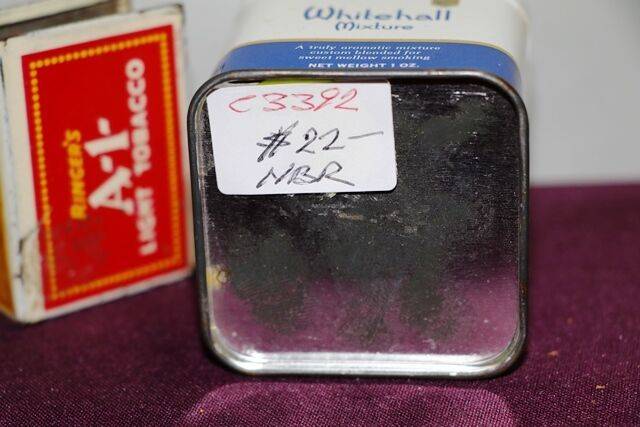 Whitehall
Mixture
A truly aromatic mixture
custom blended for
sweet mellow smoking
NET WEIGHT 1 OZ.
C3392
#22—
NBR
RINGER'S
A-1-
LIGHT TOBACCO